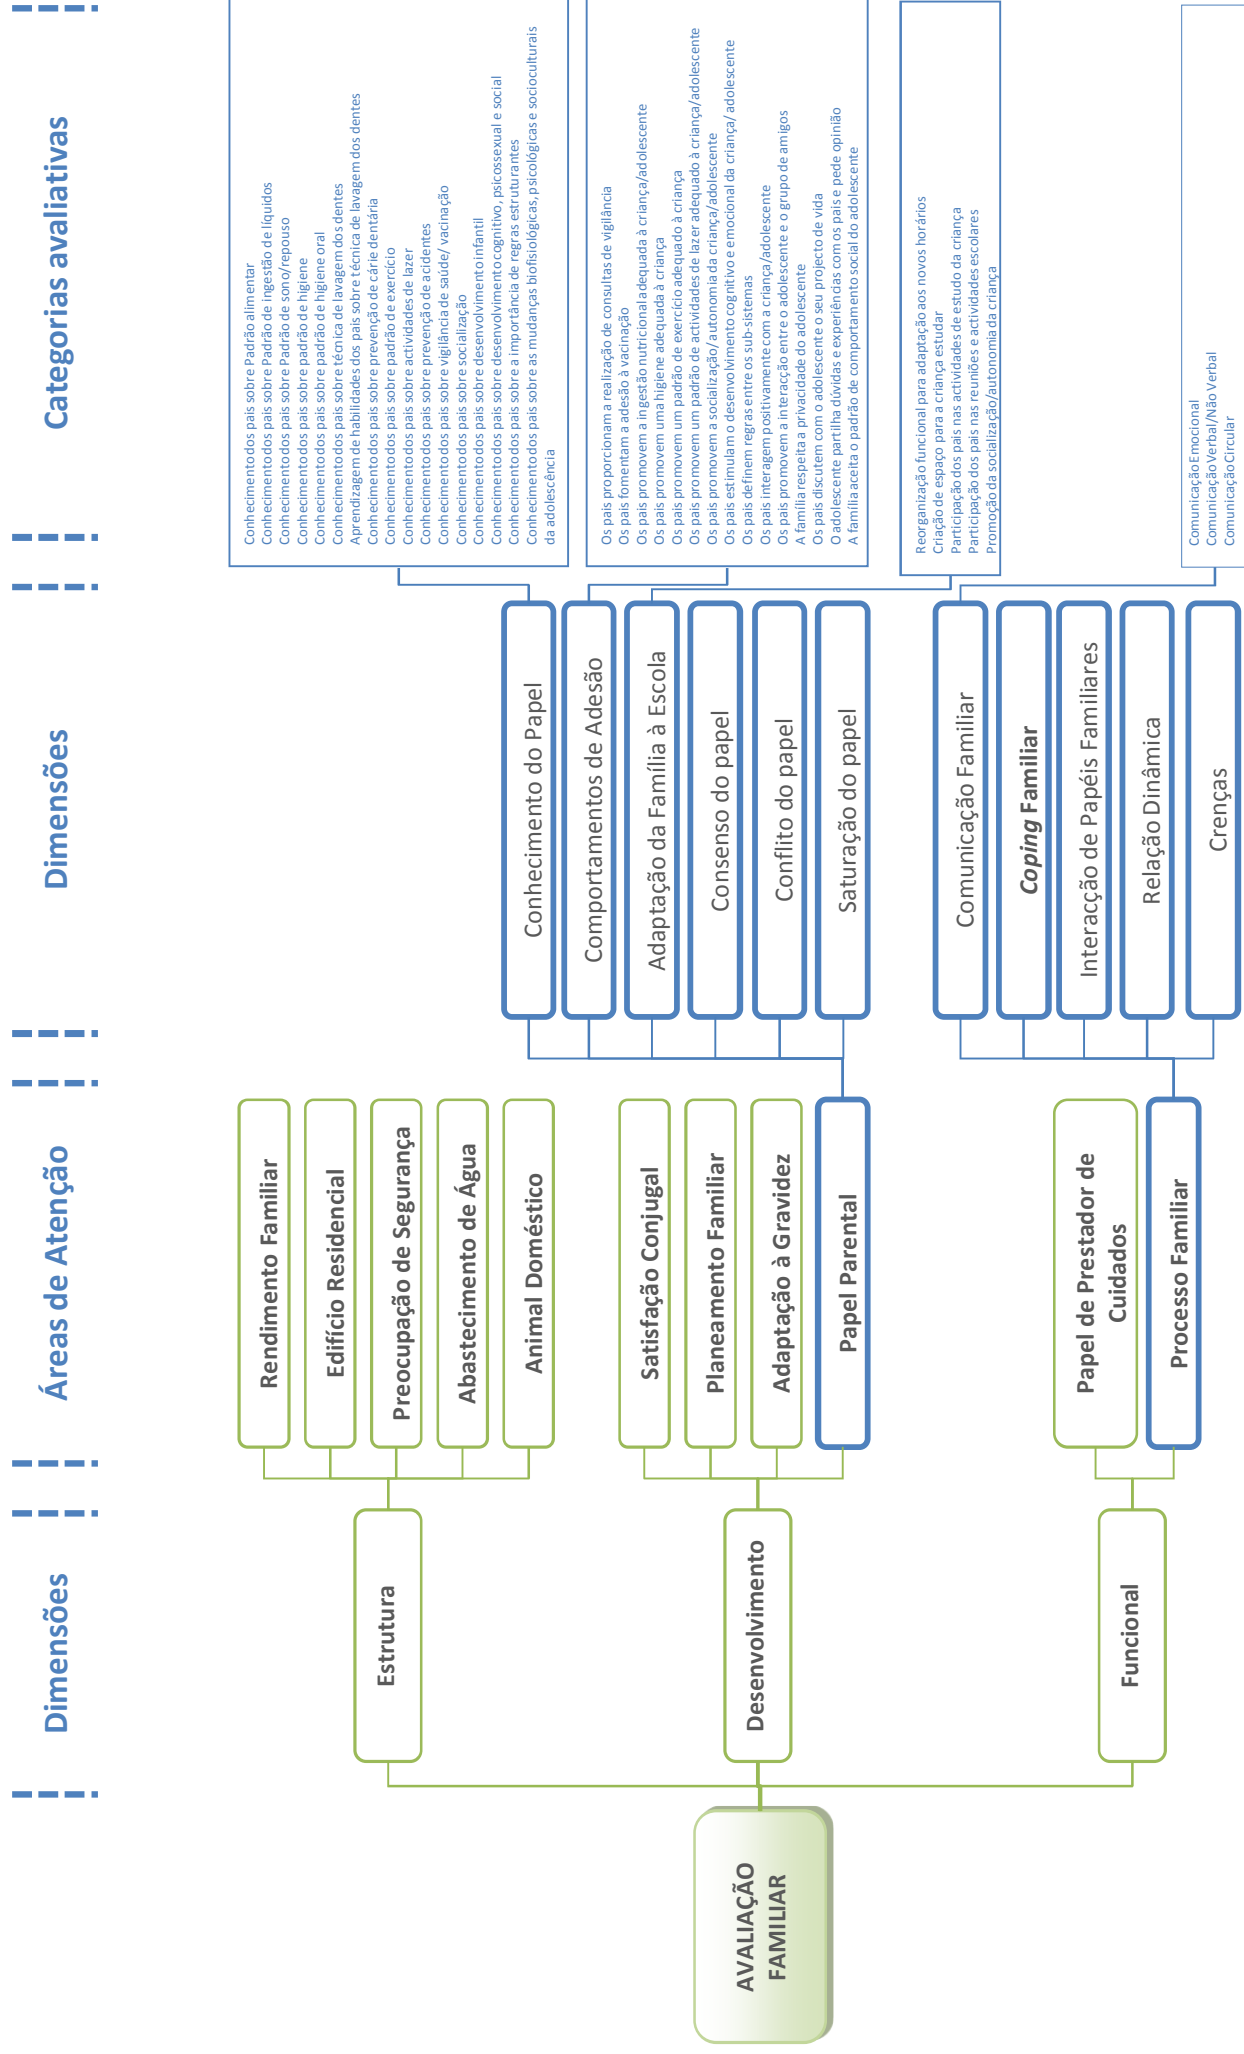 Dimensões
Áreas de Atenção
Dimensões
Categorias avaliativas
AVALIAÇÃO
FAMILIAR
Estrutura
Desenvolvimento
Funcional
Rendimento Familiar
Edifício Residencial
Preocupação de Segurança
Abastecimento de Água
Animal Doméstico
Satisfação Conjugal
Planeamento Familiar
Adaptação à Gravidez
Papel Parental
Papel de Prestador de
Cuidados
Processo Familiar
Conhecimento do Papel
Comportamentos de Adesão
Adaptação da Família à Escola
Consenso do papel
Conflito do papel
Saturação do papel
Comunicação Familiar
Coping Familiar
Interacção de Papéis Familiares
Relação Dinâmica
Crenças
Conhecimento dos pais sobre Padrão alimentar
Conhecimento dos pais sobre Padrão de ingestão de líquidos
Conhecimento dos pais sobre Padrão de sono/repouso
Conhecimento dos pais sobre padrão de higiene
Conhecimento dos pais sobre padrão de higiene oral
Conhecimento dos pais sobre técnica de lavagem dos dentes
Aprendizagem de habilidades dos pais sobre técnica de lavagem dos dentes
Conhecimento dos pais sobre prevenção de cárie dentária
Conhecimento dos pais sobre padrão de exercício
Conhecimento dos pais sobre actividades de lazer
Conhecimento dos pais sobre prevenção de acidentes
Conhecimento dos pais sobre vigilância de saúde/ vacinação
Conhecimento dos pais sobre socialização
Conhecimento dos pais sobre desenvolvimento infantil
Conhecimento dos pais sobre desenvolvimento cognitivo, psicossexual e social
Conhecimento dos pais sobre a importância de regras estruturantes
Conhecimento dos pais sobre as mudanças biofisiológicas, psicológicas e socioculturais
da adolescência
Os pais proporcionam a realização de consultas de vigilância
Os pais fomentam a adesão à vacinação
Os pais promovem a ingestão nutricional adequada à criança/adolescente
Os pais promovem uma higiene adequada à criança
Os pais promovem um padrão de exercício adequado à criança
Os pais promovem um padrão de actividades de lazer adequado à criança/adolescente
Os pais promovem a socialização/ autonomia da criança/adolescente
Os pais estimulam o desenvolvimento cognitivo e emocional da criança/ adolescente
Os pais definem regras entre os sub-sistemas
Os pais interagem positivamente com a criança/adolescente
Os pais promovem a interacção entre o adolescente e o grupo de amigos
A família respeita a privacidade do adolescente
Os pais discutem com o adolescente o seu projecto de vida
O adolescente partilha dúvidas e experiências com os pais e pede opinião
A família aceita o padrão de comportamento social do adolescente
Reorganização funcional para adaptação aos novos horários
Criação de espaço para a criança estudar
Participação dos pais nas actividades de estudo da criança
Participação dos pais nas reuniões e actividades escolares
Promoção da socialização/autonomia da criança
Comunicação Emocional
Comunicação Verbal/Não Verbal
Comunicação Circular